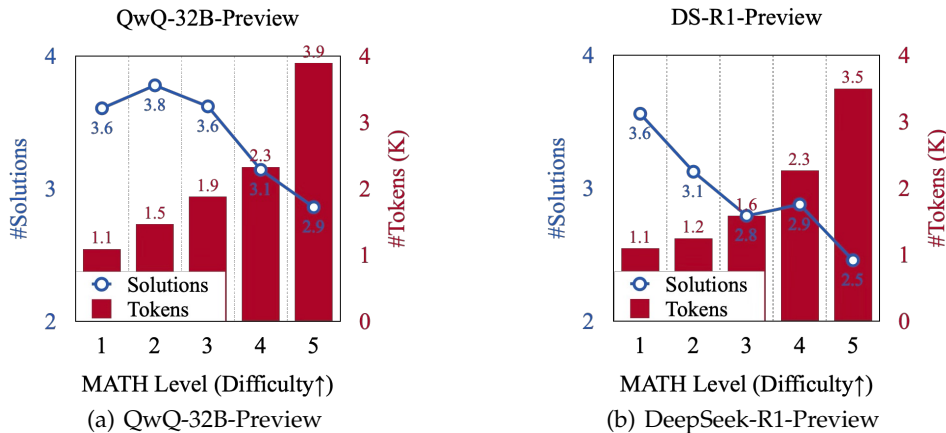 QwQ-32B-Preview
4
3
2
#Solutions
3.6
3.8
3.6
3.1
2.9
1.1
1.5
1.9
2.3
3.9
Solutions
Tokens
4
3
2
1
0
#Tokens (K)
1 2 3 4 5
MATH Level (Difficulty↑)
(a) QwQ-32B-Preview
DS-R1-Preview
4
3
2
#Solutions
3.6
3.1
2.8
2.9
2.5
1.1
1.2
1.6
2.3
3.5
Solutions
Tokens
4
3
2
1
0
#Tokens (K)
1 2 3 4 5
MATH Level (Difficulty↑)
(b) DeepSeek-R1-Preview